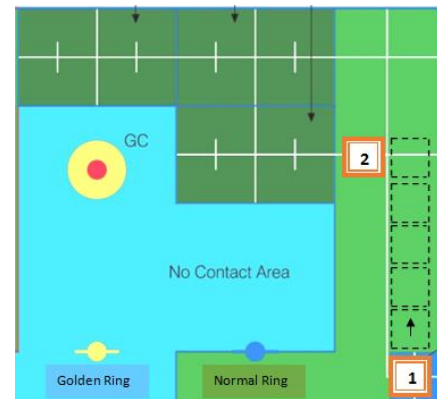 GC
2
No Contact Area
Golden Ring
Normal Ring
1